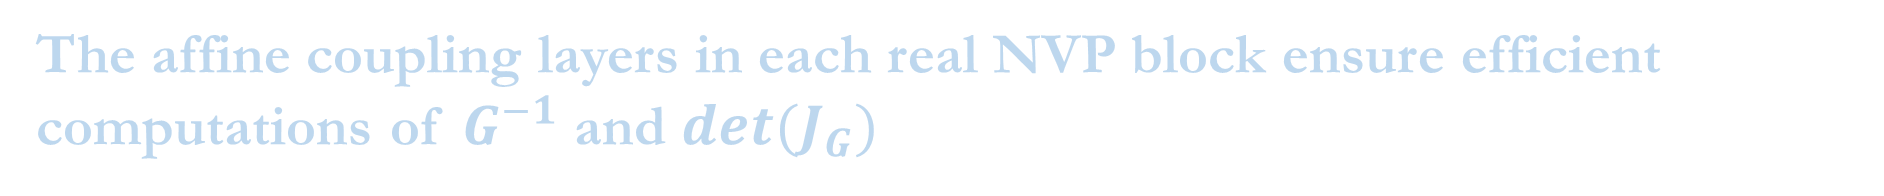 The affine coupling layers in each real NVP block ensure efficient
computations of G⁻¹ and det(J_G)